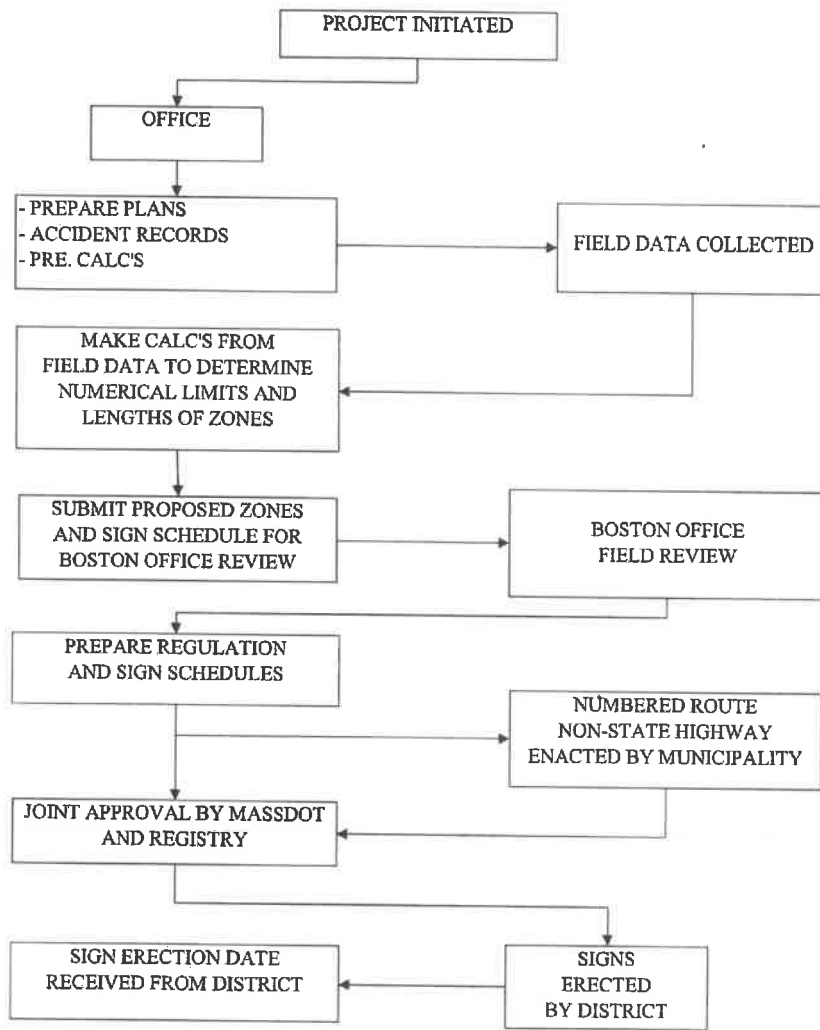 PROJECT INITIATED
OFFICE
- PREPARE PLANS
- ACCIDENT RECORDS
- PRE. CALC'S
FIELD DATA COLLECTED
MAKE CALC'S FROM
FIELD DATA TO DETERMINE
NUMERICAL LIMITS AND
LENGTHS OF ZONES
SUBMIT PROPOSED ZONES
AND SIGN SCHEDULE FOR
BOSTON OFFICE REVIEW
BOSTON OFFICE
FIELD REVIEW
PREPARE REGULATION
AND SIGN SCHEDULES
NUMBERED ROUTE
NON-STATE HIGHWAY
ENACTED BY MUNICIPALITY
JOINT APPROVAL BY MASSDOT
AND REGISTRY
SIGNS
ERECTED
BY DISTRICT
SIGN ERECTION DATE
RECEIVED FROM DISTRICT